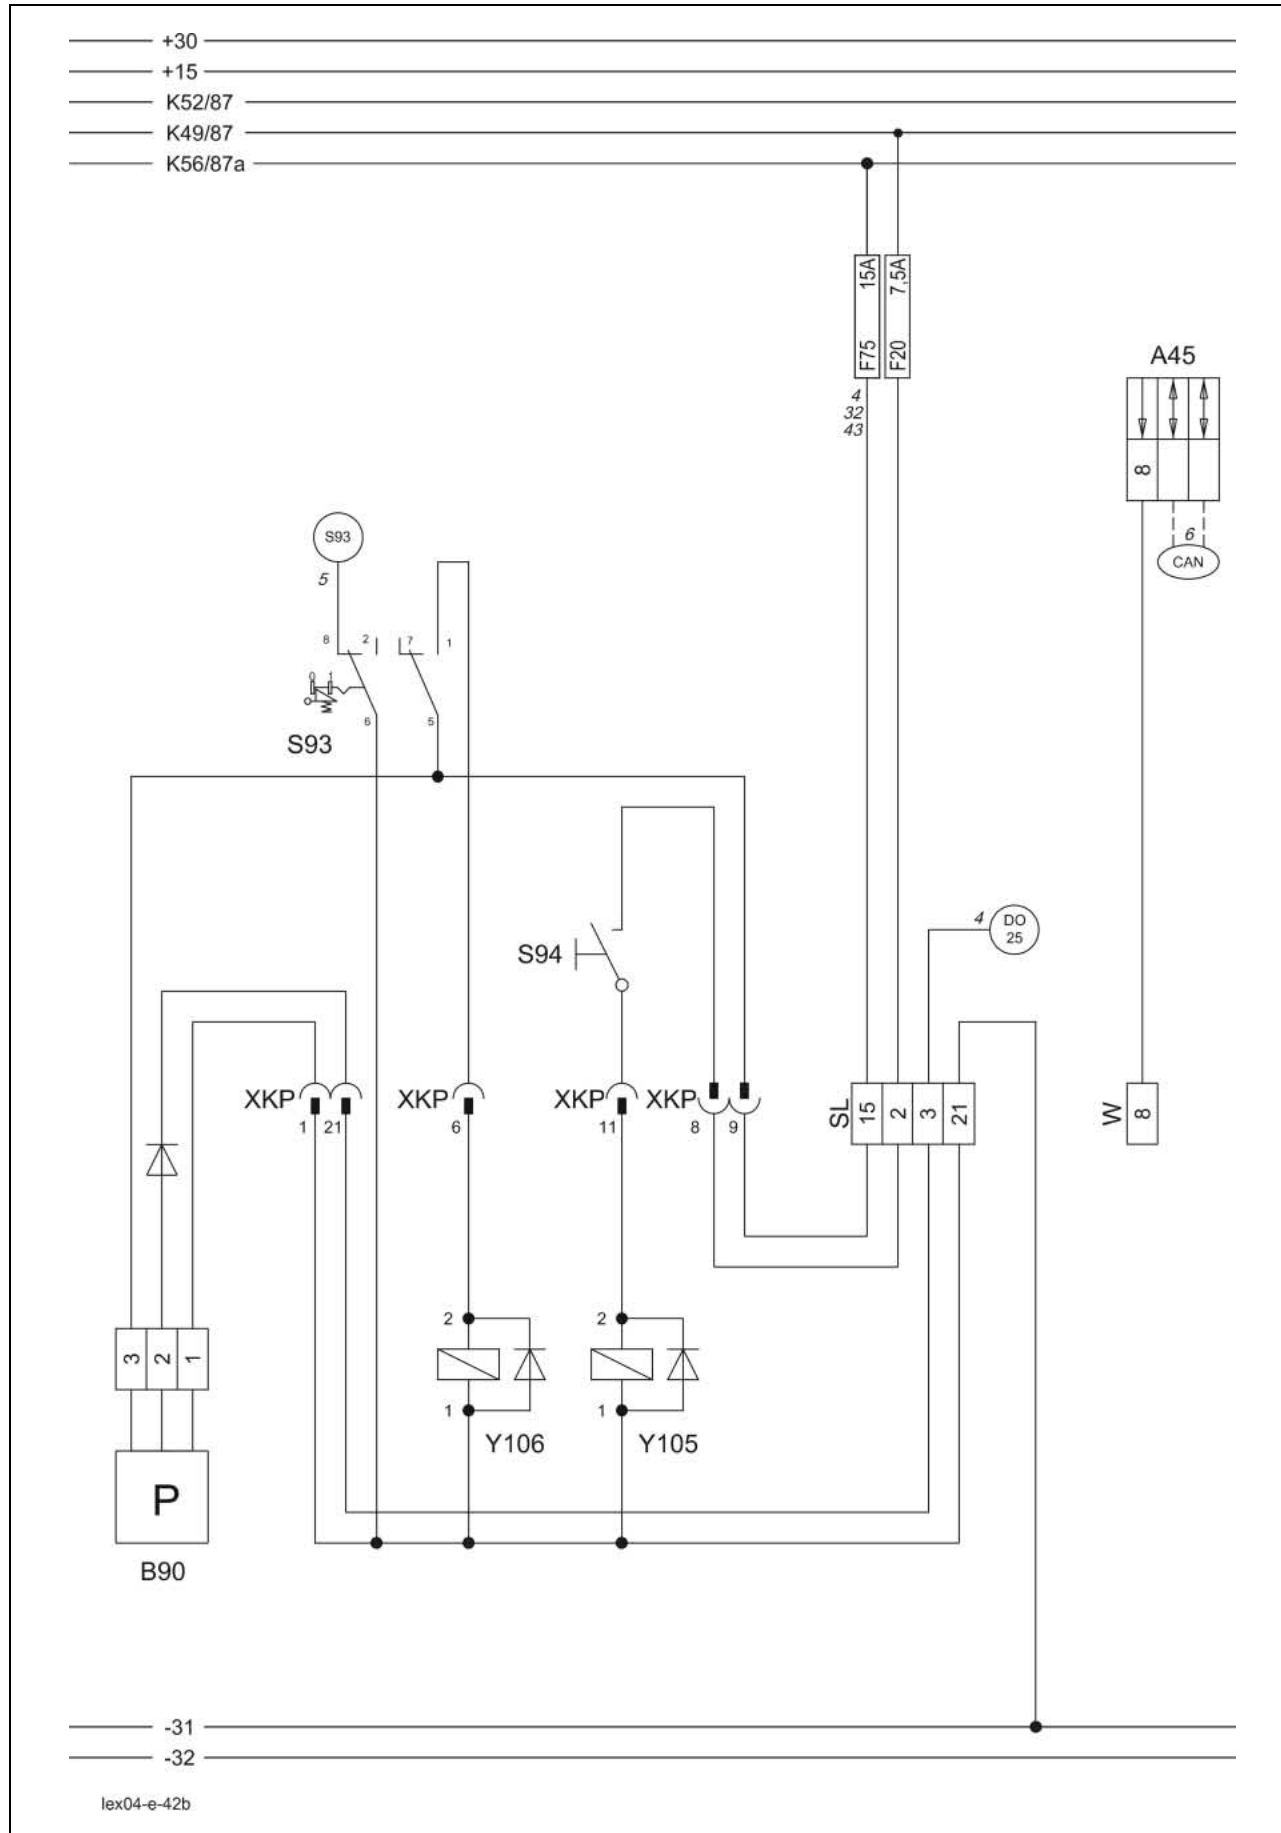 +30
+15
K52/87
K49/87
K56/87a
F75 15A
F20 7,5A
4
32
43
A45
8
6
CAN
S93
5
8 2 7 1
0 1
6 5
S93
4 DO
25
S94
XKP XKP XKP XKP
1 21 6 11 8 9
SL 15 2 3 21
W 8
2 2
3 2 1
1 1
Y106 Y105
P
B90
-31
-32
lex04-e-42b